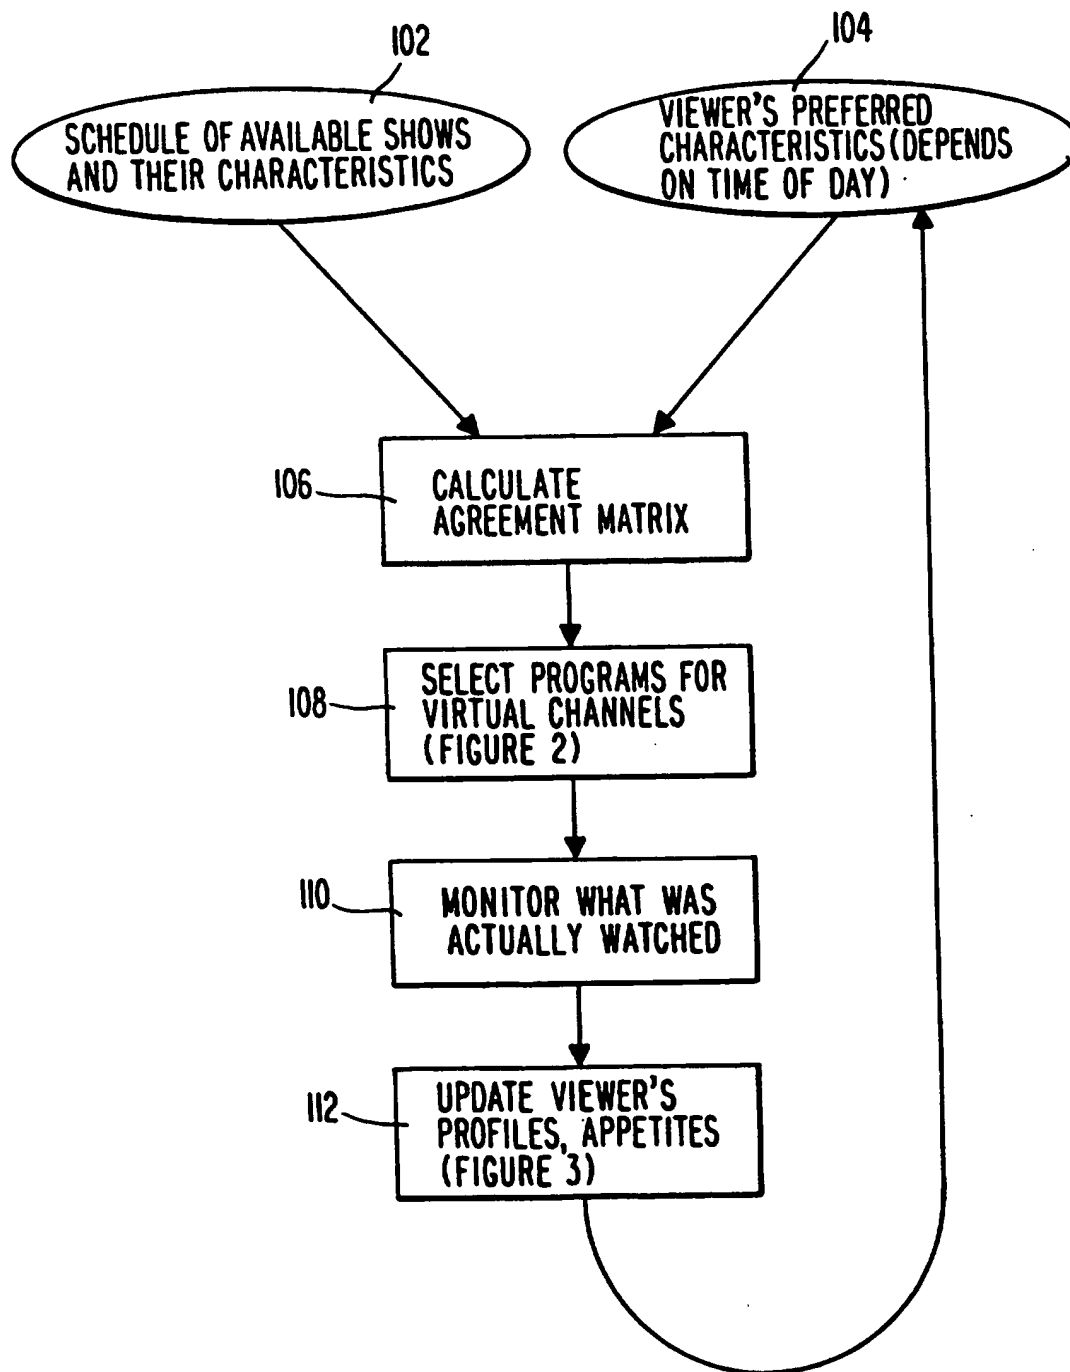 102
104
SCHEDULE OF AVAILABLE SHOWS
AND THEIR CHARACTERISTICS
VIEWER'S PREFERRED
CHARACTERISTICS (DEPENDS
ON TIME OF DAY)
106
CALCULATE
AGREEMENT MATRIX
108
SELECT PROGRAMS FOR
VIRTUAL CHANNELS
(FIGURE 2)
110
MONITOR WHAT WAS
ACTUALLY WATCHED
112
UPDATE VIEWER'S
PROFILES, APPETITES
(FIGURE 3)